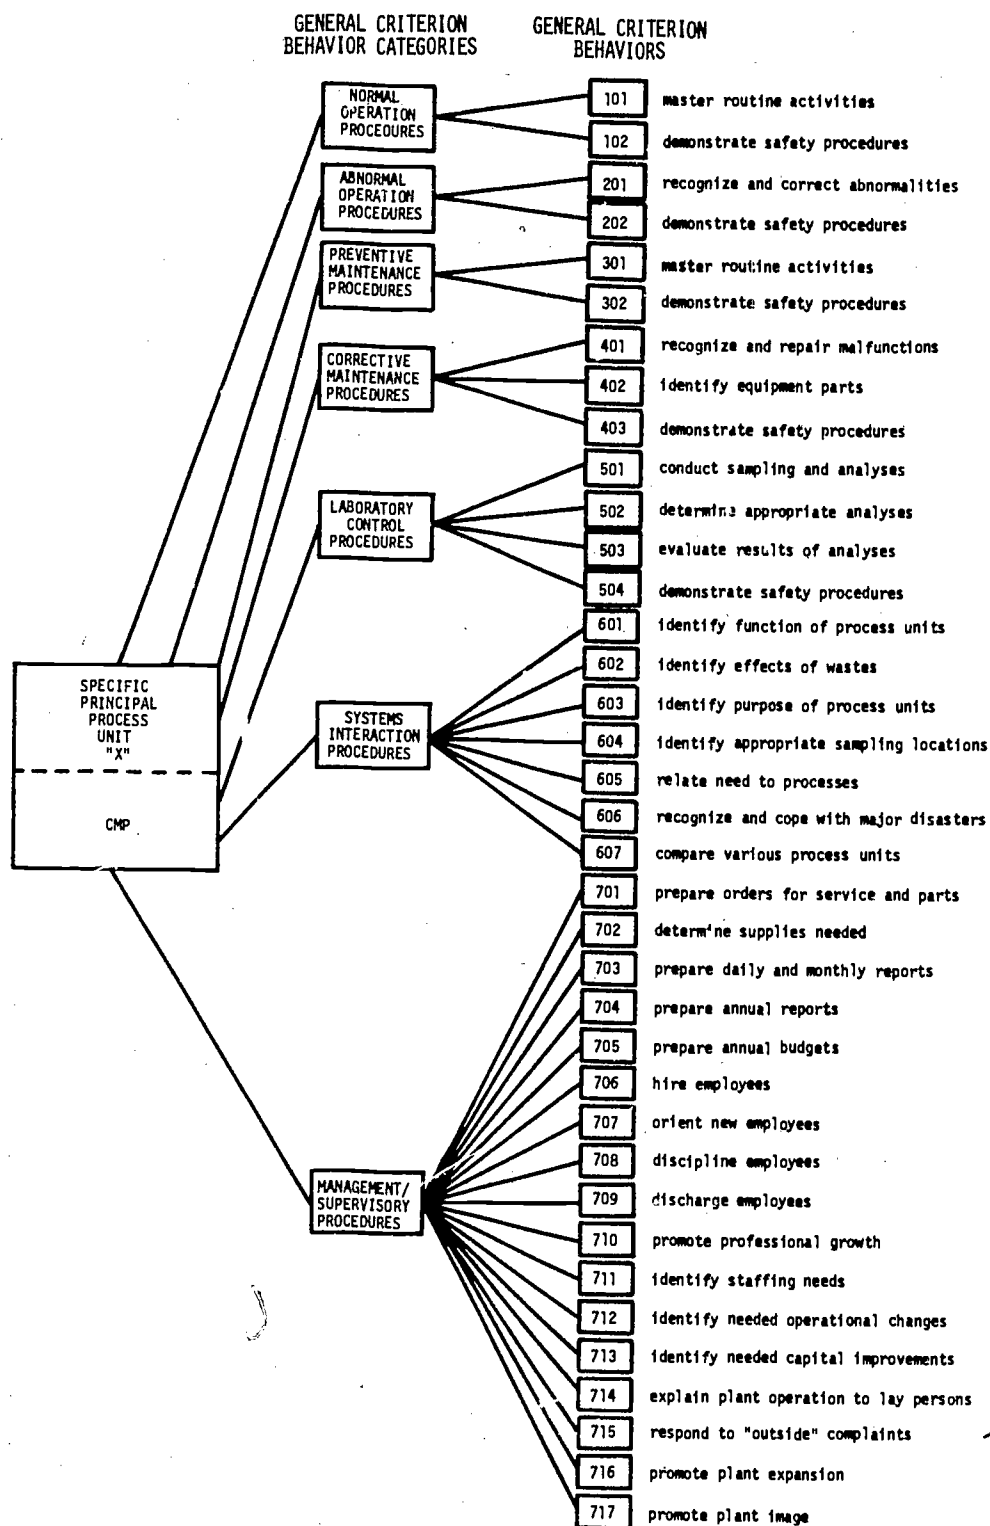 GENERAL CRITERION
BEHAVIOR CATEGORIES
GENERAL CRITERION
BEHAVIORS
NORMAL
OPERATION
PROCEDURES
101 master routine activities
102 demonstrate safety procedures
ABNORMAL
OPERATION
PROCEDURES
201 recognize and correct abnormalities
202 demonstrate safety procedures
PREVENTIVE
MAINTENANCE
PROCEDURES
301 master routine activities
302 demonstrate safety procedures
CORRECTIVE
MAINTENANCE
PROCEDURES
401 recognize and repair malfunctions
402 identify equipment parts
403 demonstrate safety procedures
LABORATORY
CONTROL
PROCEDURES
501 conduct sampling and analyses
502 determine appropriate analyses
503 evaluate results of analyses
504 demonstrate safety procedures
SPECIFIC
PRINCIPAL
PROCESS
UNIT
"X"
CMP
SYSTEMS
INTERACTION
PROCEDURES
601 identify function of process units
602 identify effects of wastes
603 identify purpose of process units
604 identify appropriate sampling locations
605 relate need to processes
606 recognize and cope with major disasters
607 compare various process units
MANAGEMENT/
SUPERVISORY
PROCEDURES
701 prepare orders for service and parts
702 determine supplies needed
703 prepare daily and monthly reports
704 prepare annual reports
705 prepare annual budgets
706 hire employees
707 orient new employees
708 discipline employees
709 discharge employees
710 promote professional growth
711 identify staffing needs
712 identify needed operational changes
713 identify needed capital improvements
714 explain plant operation to lay persons
715 respond to "outside" complaints
716 promote plant expansion
717 promote plant image